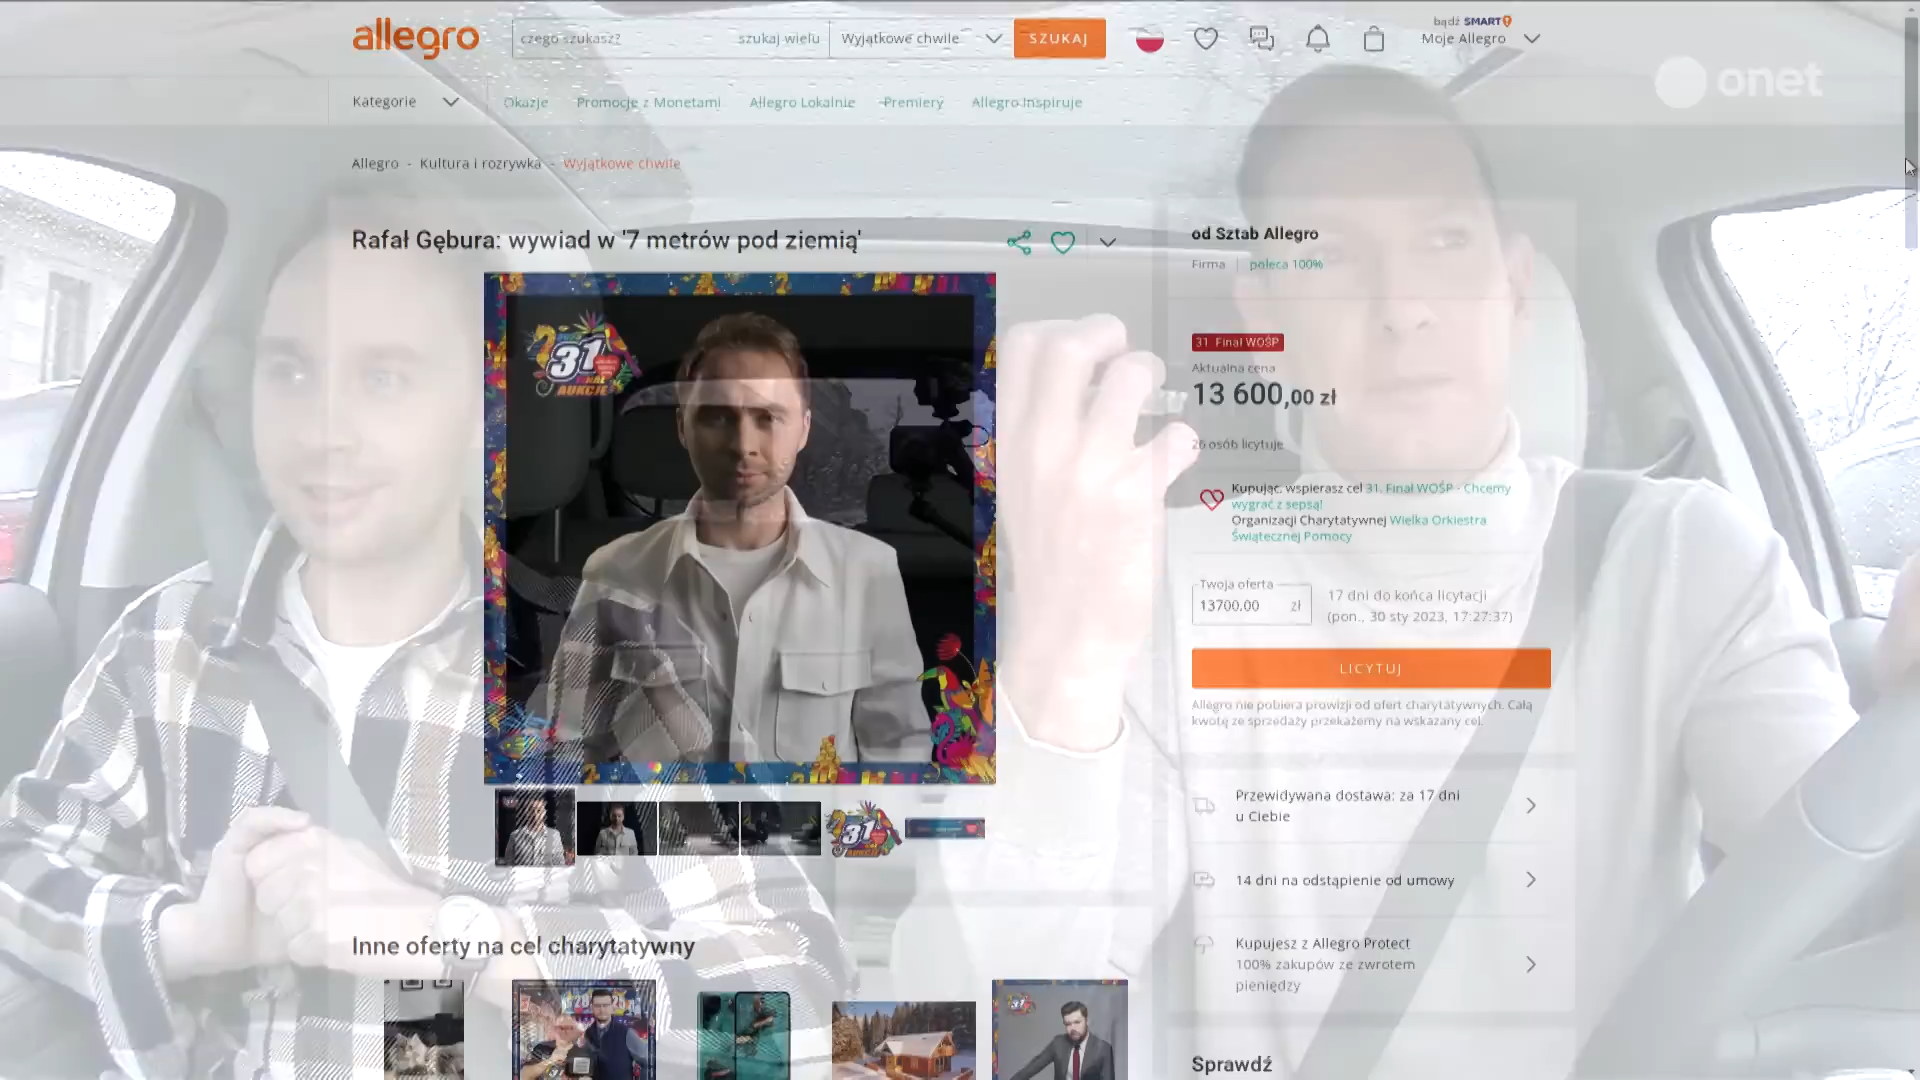 allegro
czego szukasz?
szukaj wielu
Wyjątkowe chwile
SZUKAJ
bądź SMART!
Moje Allegro
onet
Kategorie
Okazje
Promocje z Monetami
Allegro Lokalnie
Premiery
Allegro Inspiruje
Allegro - Kultura i rozrywka - Wyjątkowe chwile
Rafał Gębura: wywiad w '7 metrów pod ziemią'
od Sztab Allegro
Firma
poleca 100%
31
FINAŁ
AUKCJE
31. Finał WOŚP
Aktualna cena
13 600,00 zł
26 osób licytuje
Kupując, wspierasz cel 31. Finał WOŚP - Chcemy
wygrać z sepsą!
Organizacji Charytatywnej Wielka Orkiestra
Świątecznej Pomocy
Twoja oferta
13700.00 zł
17 dni do końca licytacji
(pon., 30 sty 2023, 17:27:37)
LICYTUJ
Allegro nie pobiera prowizji od ofert charytatywnych. Całą
kwotę ze sprzedaży przekażemy na wskazany cel.
Przewidywana dostawa: za 17 dni
u Ciebie
31
14 dni na odstąpienie od umowy
Inne oferty na cel charytatywny
Kupujesz z Allegro Protect
100% zakupów ze zwrotem
pieniędzy
Sprawdź